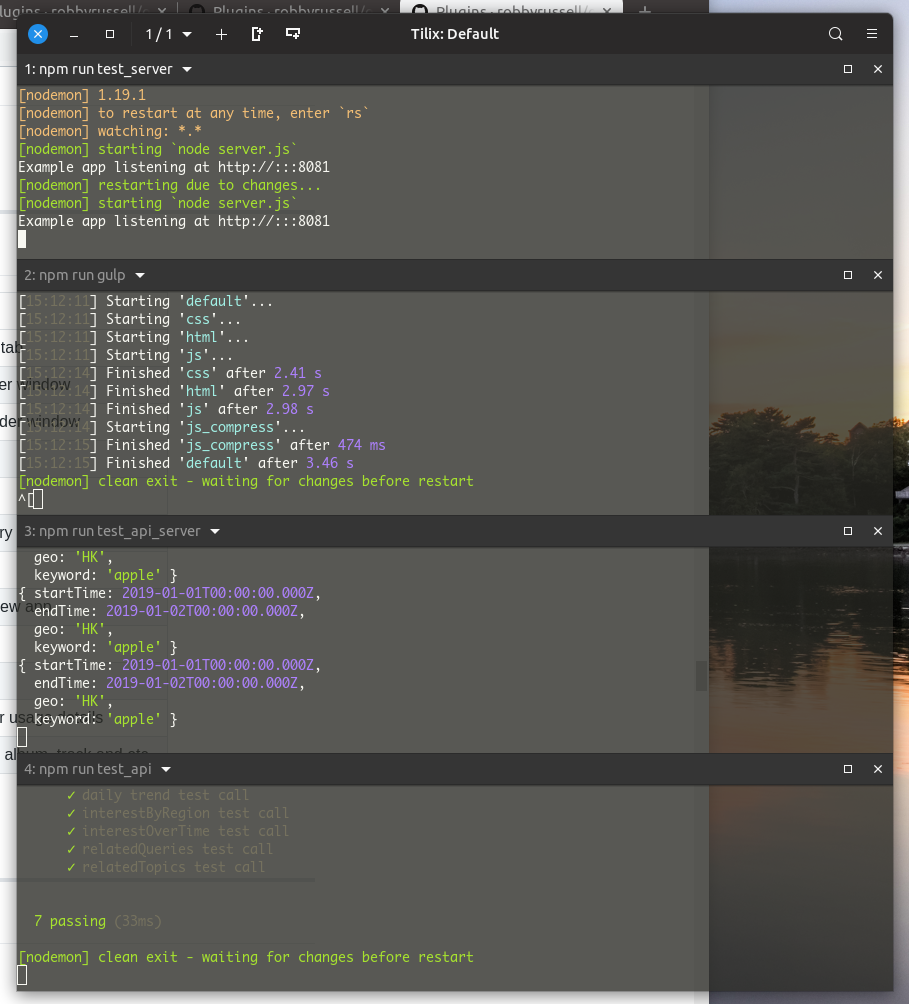 Plugins · robbyrussell/
Plugins · robbyrussell/
Plugins · robbyrussell/
1 / 1
Tilix: Default
1: npm run test_server
[nodemon] 1.19.1
[nodemon] to restart at any time, enter `rs`
[nodemon] watching: *.*
[nodemon] starting `node server.js`
Example app listening at http://:::8081
[nodemon] restarting due to changes...
[nodemon] starting `node server.js`
Example app listening at http://:::8081
2: npm run gulp
[15:12:11] Starting 'default'...
[15:12:11] Starting 'css'...
[15:12:11] Starting 'html'...
[15:12:11] Starting 'js'...
[15:12:14] Finished 'css' after 2.41 s
[15:12:14] Finished 'html' after 2.97 s
[15:12:14] Finished 'js' after 2.98 s
[15:12:14] Starting 'js_compress'...
[15:12:15] Finished 'js_compress' after 474 ms
[15:12:15] Finished 'default' after 3.46 s
[nodemon] clean exit - waiting for changes before restart
^[
3: npm run test_api_server
geo: 'HK',
keyword: 'apple' }
{ startTime: 2019-01-01T00:00:00.000Z,
endTime: 2019-01-02T00:00:00.000Z,
geo: 'HK',
keyword: 'apple' }
{ startTime: 2019-01-01T00:00:00.000Z,
endTime: 2019-01-02T00:00:00.000Z,
geo: 'HK',
keyword: 'apple' }
4: npm run test_api
✓ daily trend test call
✓ interestByRegion test call
✓ interestOverTime test call
✓ relatedQueries test call
✓ relatedTopics test call
7 passing (33ms)
[nodemon] clean exit - waiting for changes before restart